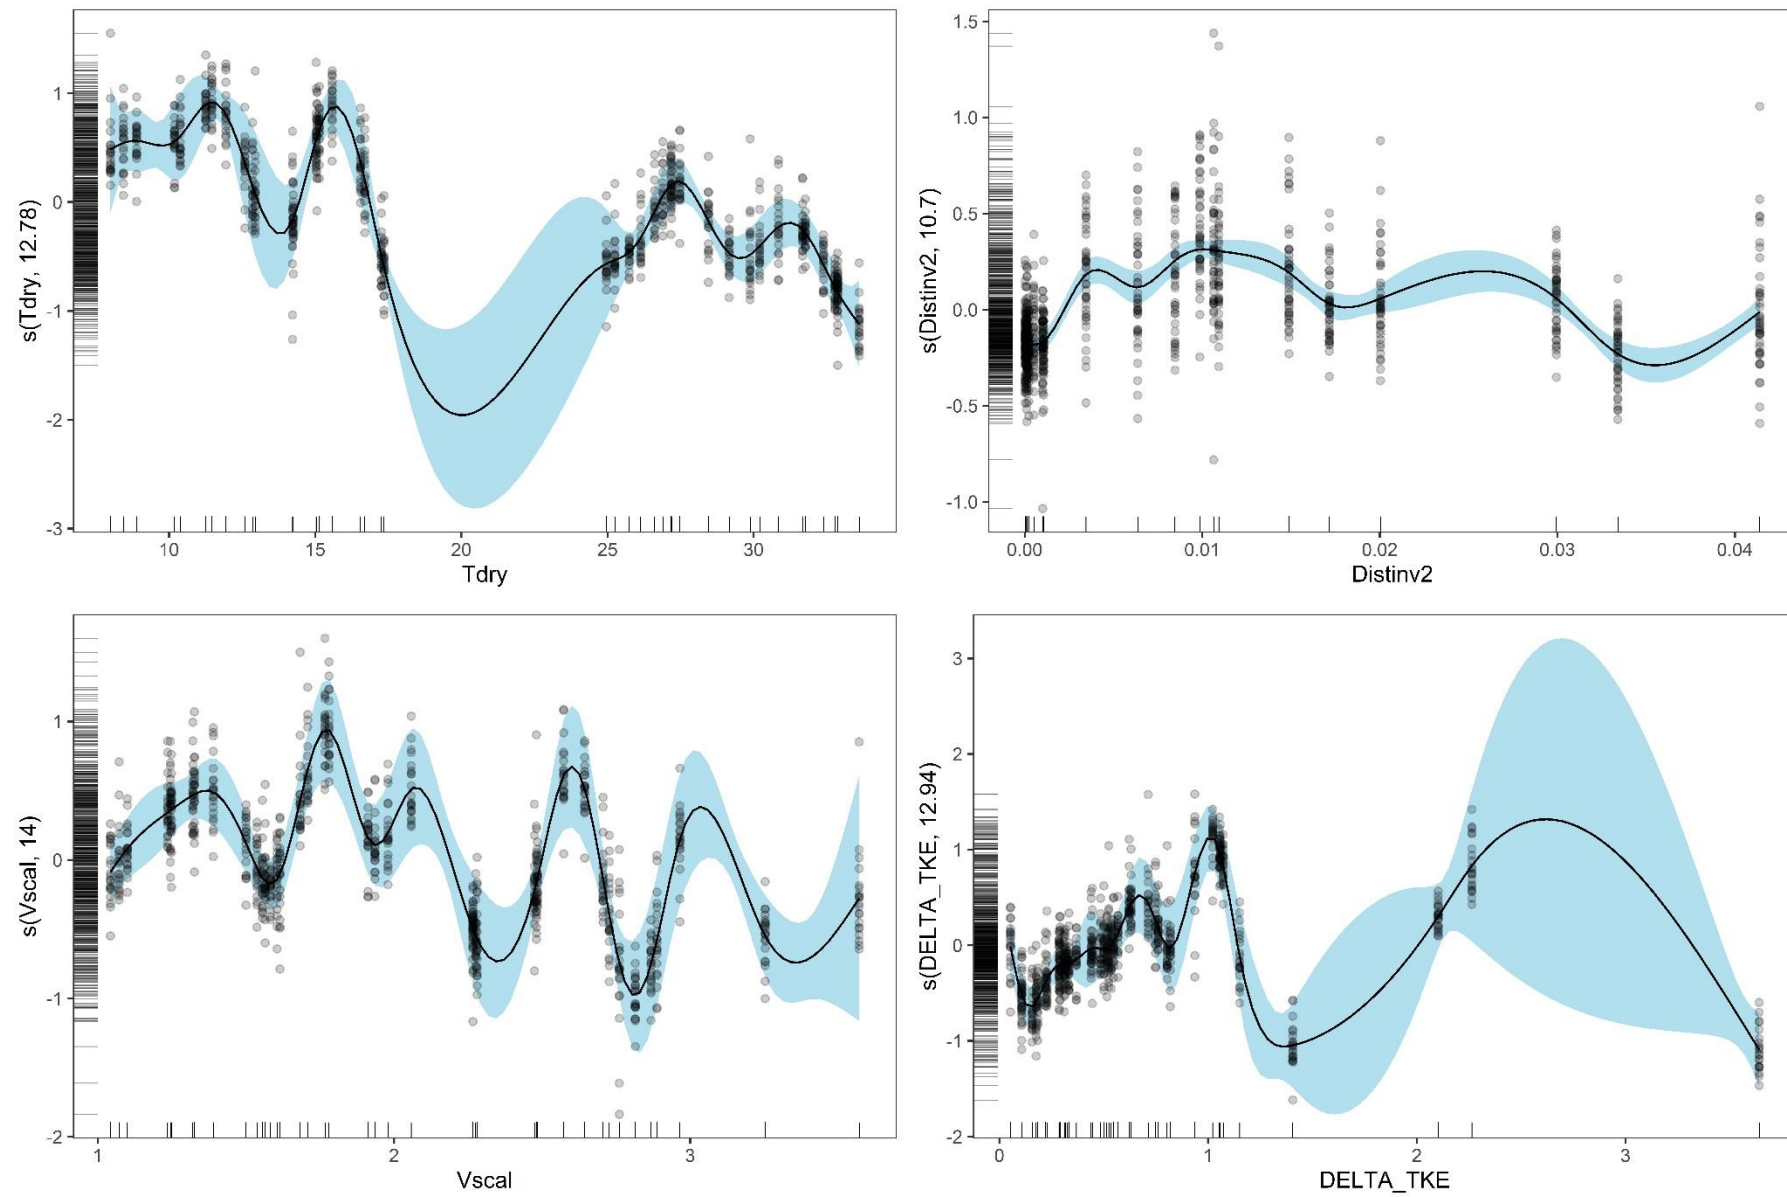 s(Tdry, 12.78)
1
0
-1
-2
-3
10 15 20 25 30
Tdry
s(Distinv2, 10.7)
1.5
1.0
0.5
0.0
-0.5
-1.0
0.00 0.01 0.02 0.03 0.04
Distinv2
s(Vscal, 14)
1
0
-1
-2
1 2 3
Vscal
s(DELTA_TKE, 12.94)
3
2
1
0
-1
-2
0 1 2 3
DELTA_TKE